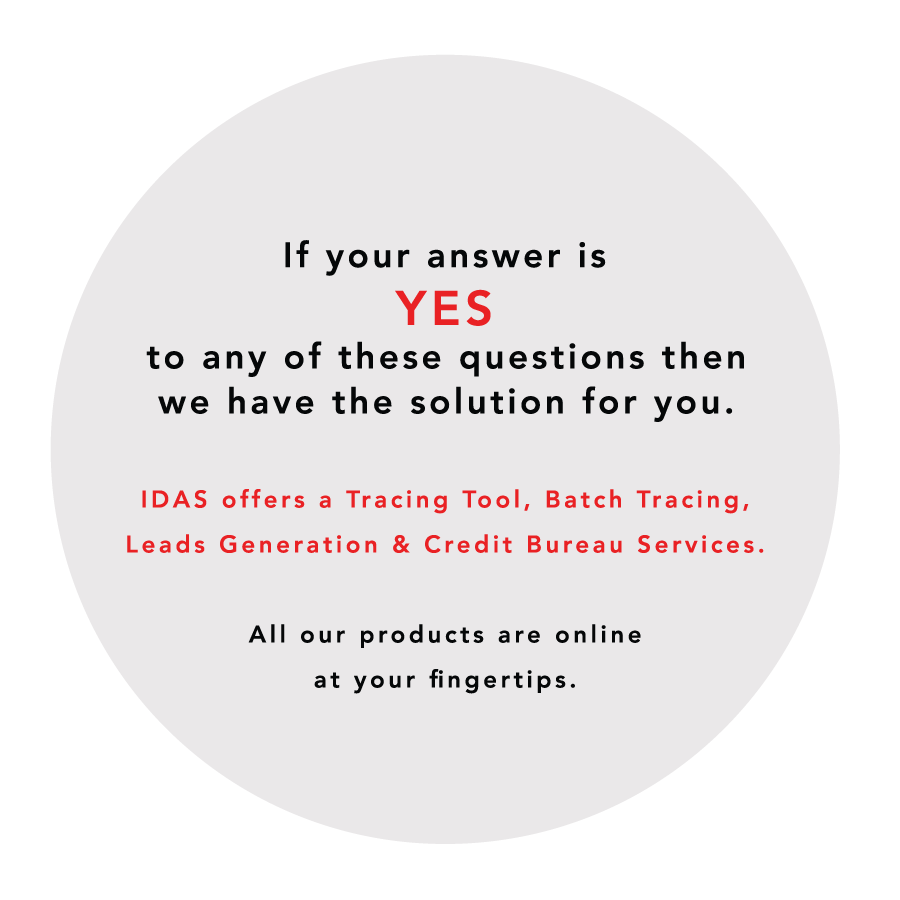 If your answer is
YES
to any of these questions then
we have the solution for you.
IDAS offers a Tracing Tool, Batch Tracing,
Leads Generation & Credit Bureau Services.
All our products are online
at your fingertips.